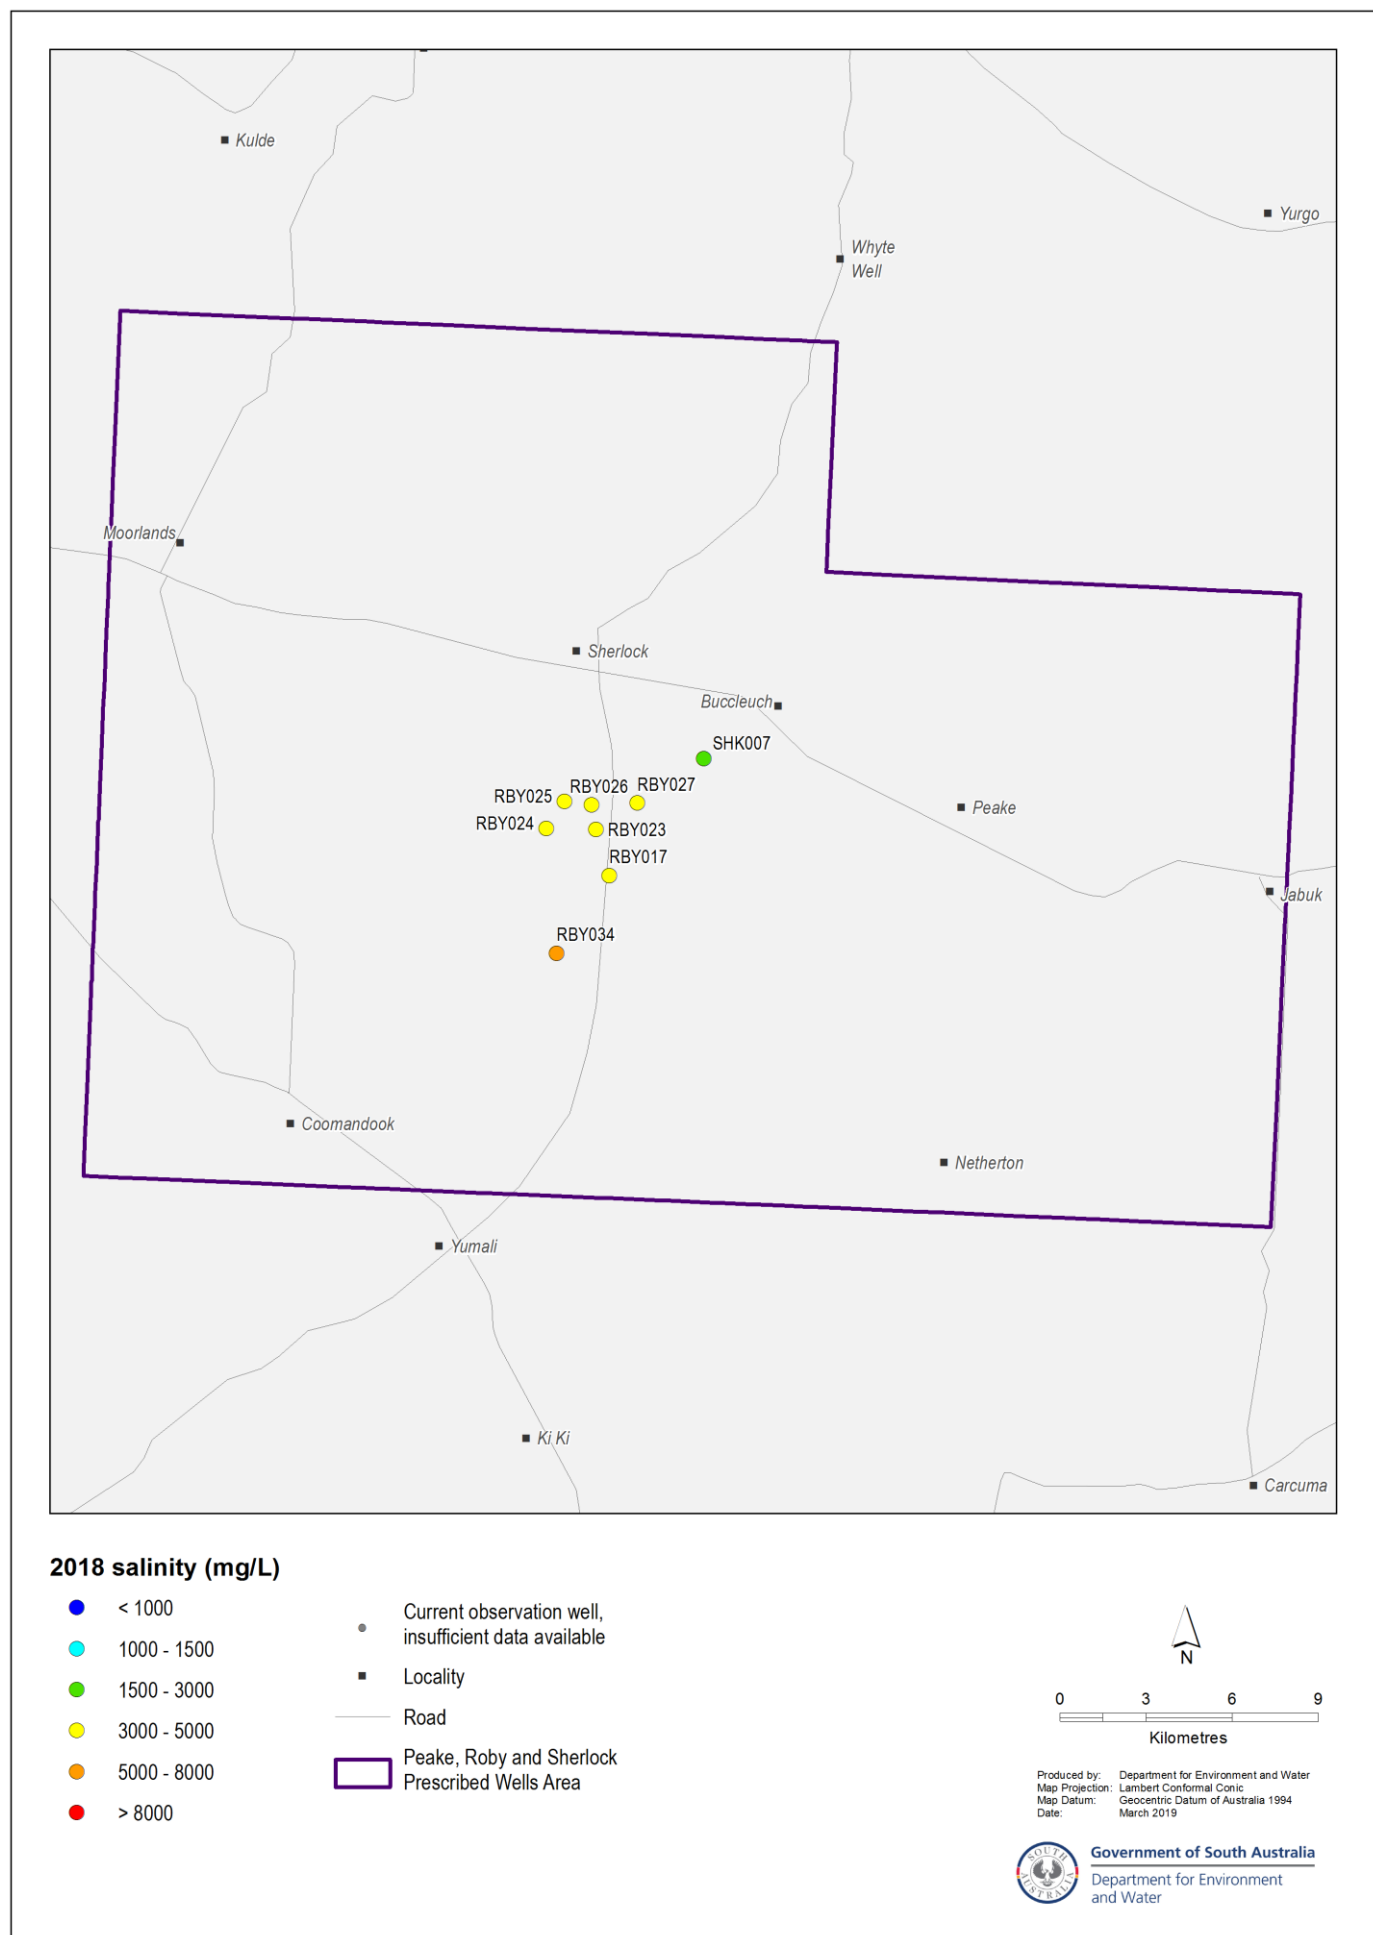 Kulde
Yurgo
Whyte
Well
Moorlands
Sherlock
Buccleuch
SHK007
RBY025
RBY026
RBY027
Peake
RBY024
RBY023
RBY017
Jabuk
RBY034
Coomandook
Netherton
Yumali
Ki Ki
Carcuma
2018 salinity (mg/L)
< 1000
1000 - 1500
1500 - 3000
3000 - 5000
5000 - 8000
> 8000
Current observation well,
insufficient data available
Locality
Road
Peake, Roby and Sherlock
Prescribed Wells Area
N
0 3 6 9
Kilometres
Produced by: Department for Environment and Water
Map Projection: Lambert Conformal Conic
Map Datum: Geocentric Datum of Australia 1994
Date: March 2019
SOUTH
AUSTRALIA
Government of South Australia
Department for Environment
and Water